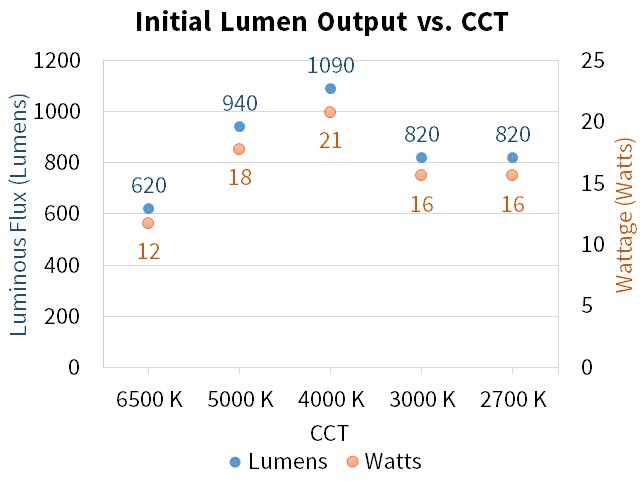 Initial Lumen Output vs. CCT
1200
1000
800
600
400
200
0
Luminous Flux (Lumens)
25
20
15
10
5
0
Wattage (Watts)
620
940
1090
820
820
12
18
21
16
16
6500 K
5000 K
4000 K
3000 K
2700 K
CCT
Lumens
Watts